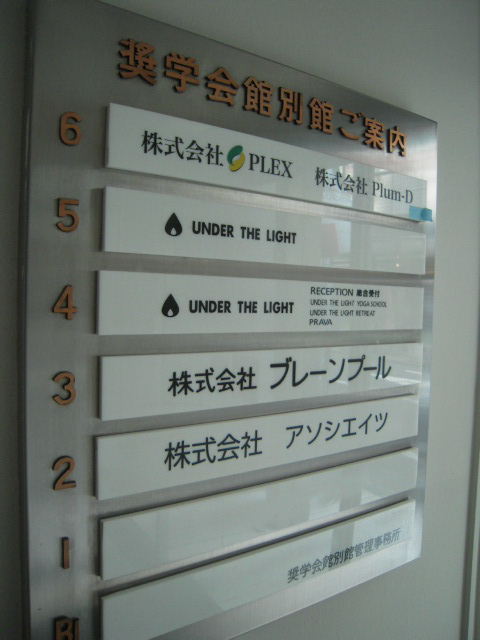 奨学会館別館ご案内
6 株式会社 PLEX 株式会社 Plum-D
5 UNDER THE LIGHT
4 UNDER THE LIGHT
RECEPTION 総合受付
UNDER THE LIGHT YOGA SCHOOL
UNDER THE LIGHT RETREAT
PRAVA
3 株式会社 ブレーンプール
2 株式会社 アソシエイツ
1
B1 奨学会館別館管理事務所